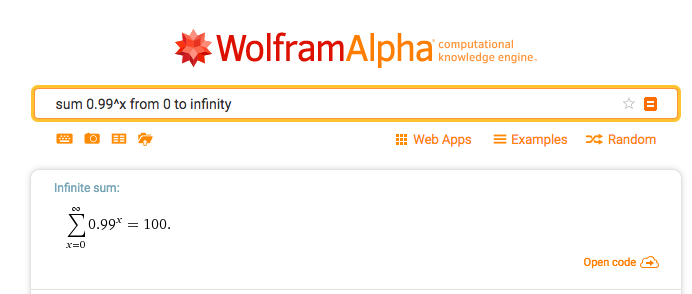 WolframAlpha computational
knowledge engine.
sum 0.99^x from 0 to infinity
Web Apps Examples Random
Infinite sum:
∞
∑ 0.99ˣ = 100.
x=0
Open code